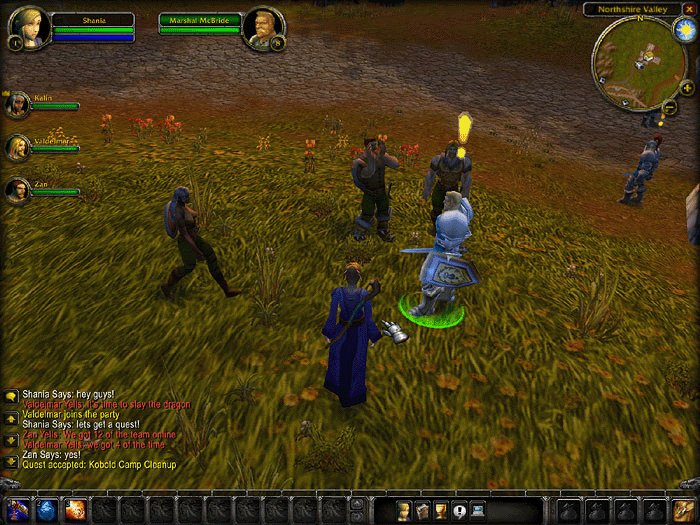 Shania
Marshal McBride
Northshire Valley
N
Kalin
Valdelmar
Zan
Shania Says: hey guys!
Valdelmar Yells: it's time to slay the dragon
Valdelmar joins the party
Shania Says: lets get a quest!
Zan Yells: We got 12 of the team online
Valdelmar Yells: we got 4 of the time
Zan Says: yes!
Quest accepted: Kobold Camp Cleanup